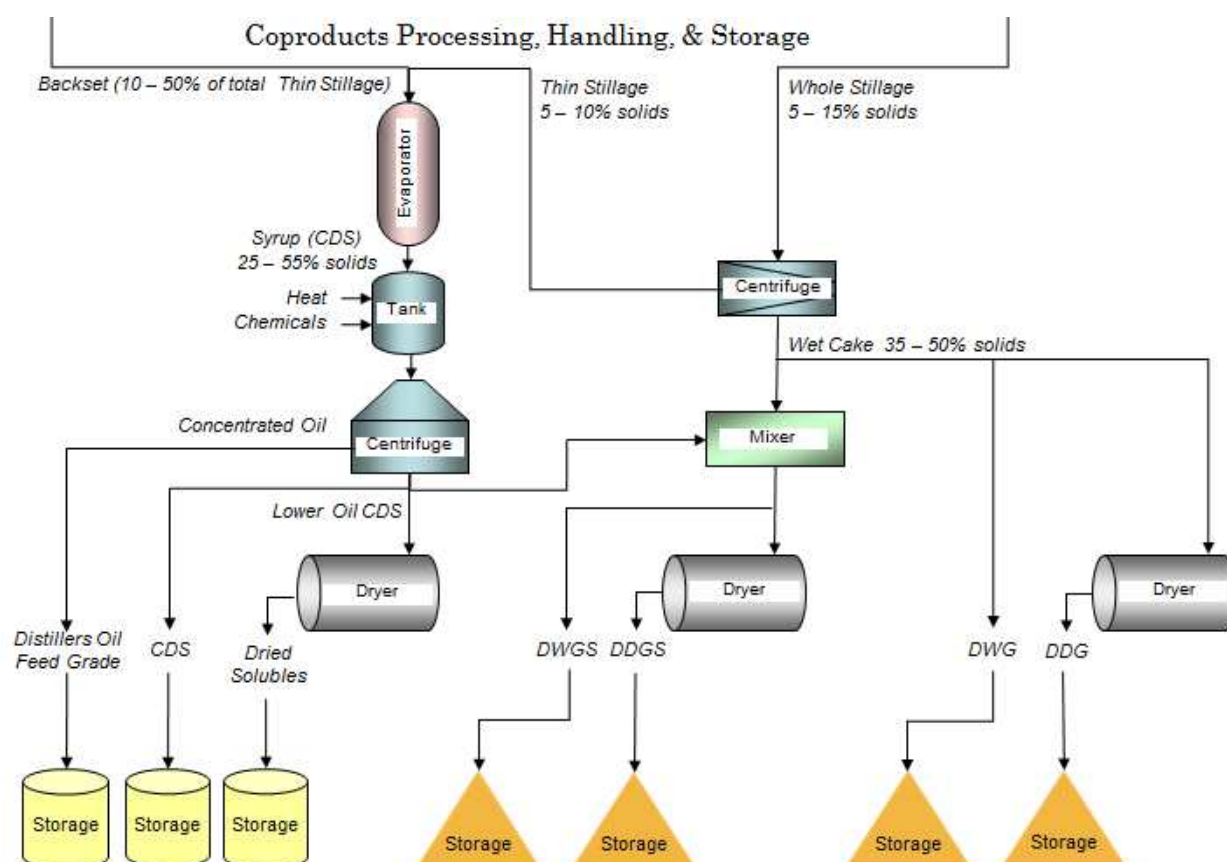 Coproducts Processing, Handling, & Storage
Backset (10 – 50% of total Thin Stillage)
Thin Stillage
5 – 10% solids
Whole Stillage
5 – 15% solids
Evaporator
Syrup (CDS)
25 – 55% solids
Heat
Chemicals
Tank
Centrifuge
Wet Cake 35 – 50% solids
Concentrated Oil
Centrifuge
Mixer
Lower Oil CDS
Dryer
Dryer
Dryer
Distillers Oil
Feed Grade
CDS
Dried
Solubles
DWGS
DDGS
DWG
DDG
Storage
Storage
Storage
Storage
Storage
Storage
Storage